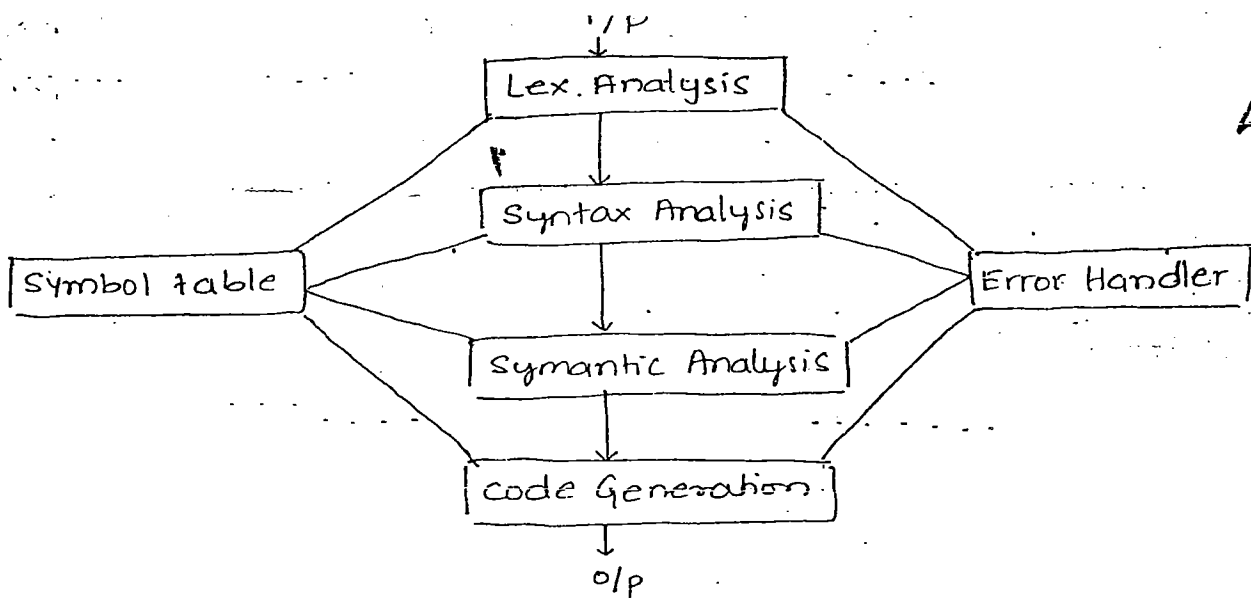 I/P
Lex. Analysis
Syntax Analysis
Symbol table
Error Handler
Symantic Analysis
code Generation
o/p